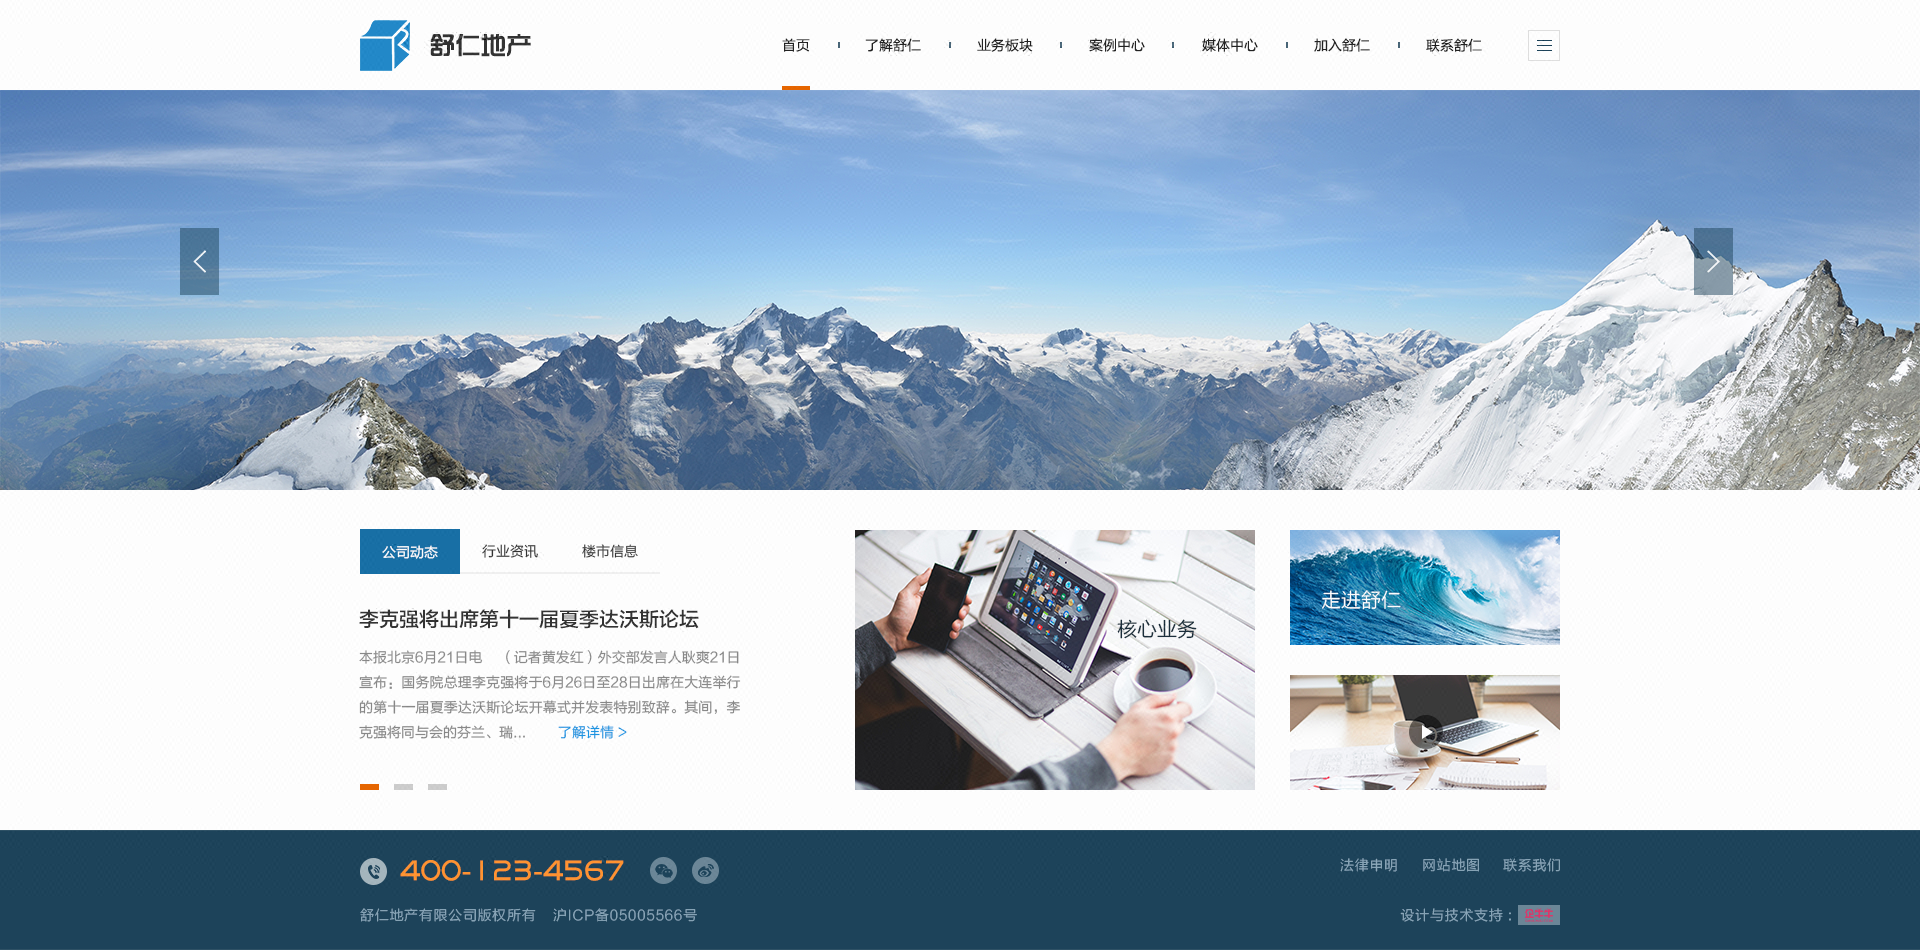 舒仁地产
首页 了解舒仁 业务板块 案例中心 媒体中心 加入舒仁 联系舒仁
公司动态 行业资讯 楼市信息
李克强将出席第十一届夏季达沃斯论坛
本报北京6月21日电 （记者黄发红）外交部发言人耿爽21日
宣布：国务院总理李克强将于6月26日至28日出席在大连举行
的第十一届夏季达沃斯论坛开幕式并发表特别致辞。其间，李
克强将同与会的芬兰、瑞... 了解详情 >
核心业务
走进舒仁
400-123-4567
法律申明 网站地图 联系我们
舒仁地产有限公司版权所有 沪ICP备05005566号
设计与技术支持：